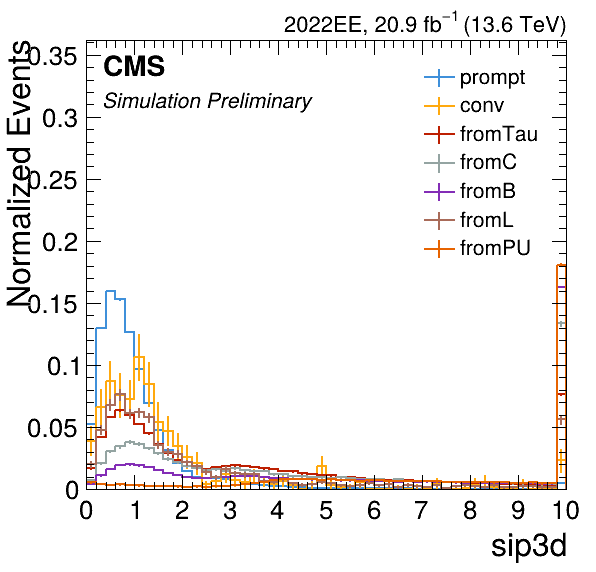 2022EE, 20.9 fb⁻¹ (13.6 TeV)
CMS
Simulation Preliminary
prompt
conv
fromTau
fromC
fromB
fromL
fromPU
Normalized Events
0.35
0.3
0.25
0.2
0.15
0.1
0.05
0
0 1 2 3 4 5 6 7 8 9 10
sip3d